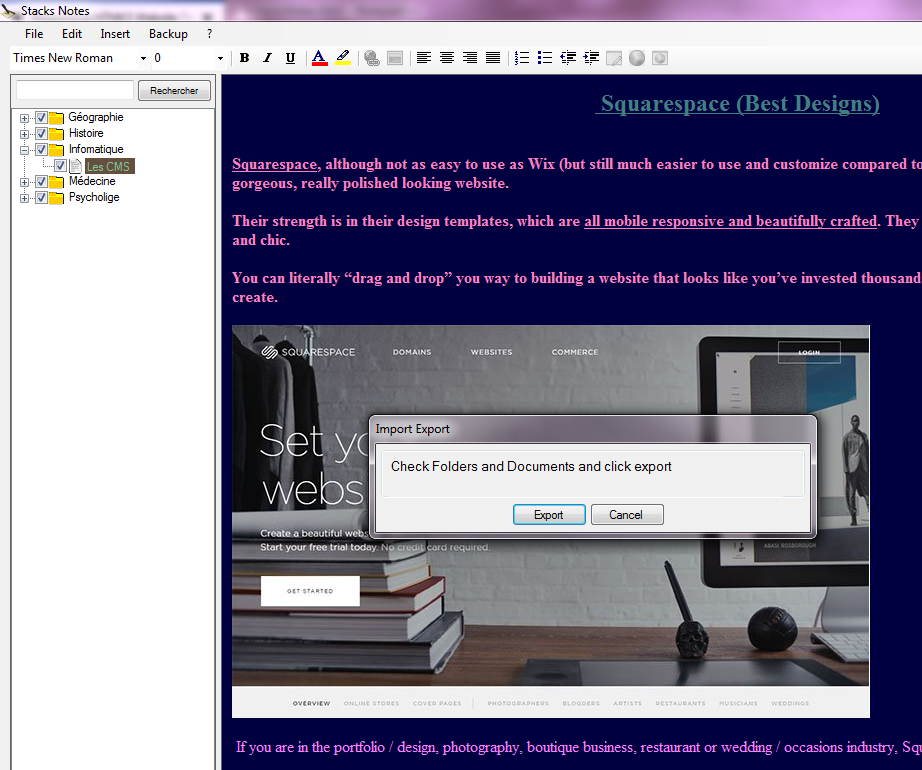 Stacks Notes
File Edit Insert Backup ?
Times New Roman 0 B I U A
Rechercher
Géographie
Histoire
Infomatique
Les CMS
Médecine
Psycholige
Squarespace (Best Designs)
Squarespace, although not as easy to use as Wix (but still much easier to use and customize compared to
gorgeous, really polished looking website.
Their strength is in their design templates, which are all mobile responsive and beautifully crafted. They
and chic.
You can literally “drag and drop” you way to building a website that looks like you’ve invested thousand
create.
SQUARESPACE DOMAINS WEBSITES COMMERCE LOGIN
Set yo
webs
Create a beautiful webs
Start your free trial today. No credit card required.
GET STARTED
ABASI ROSBOROUGH
Import Export
Check Folders and Documents and click export
Export Cancel
OVERVIEW ONLINE STORES COVER PAGES PHOTOGRAPHERS BLOGGERS ARTISTS RESTAURANTS MUSICIANS WEDDINGS
If you are in the portfolio / design, photography, boutique business, restaurant or wedding / occasions industry, Squ